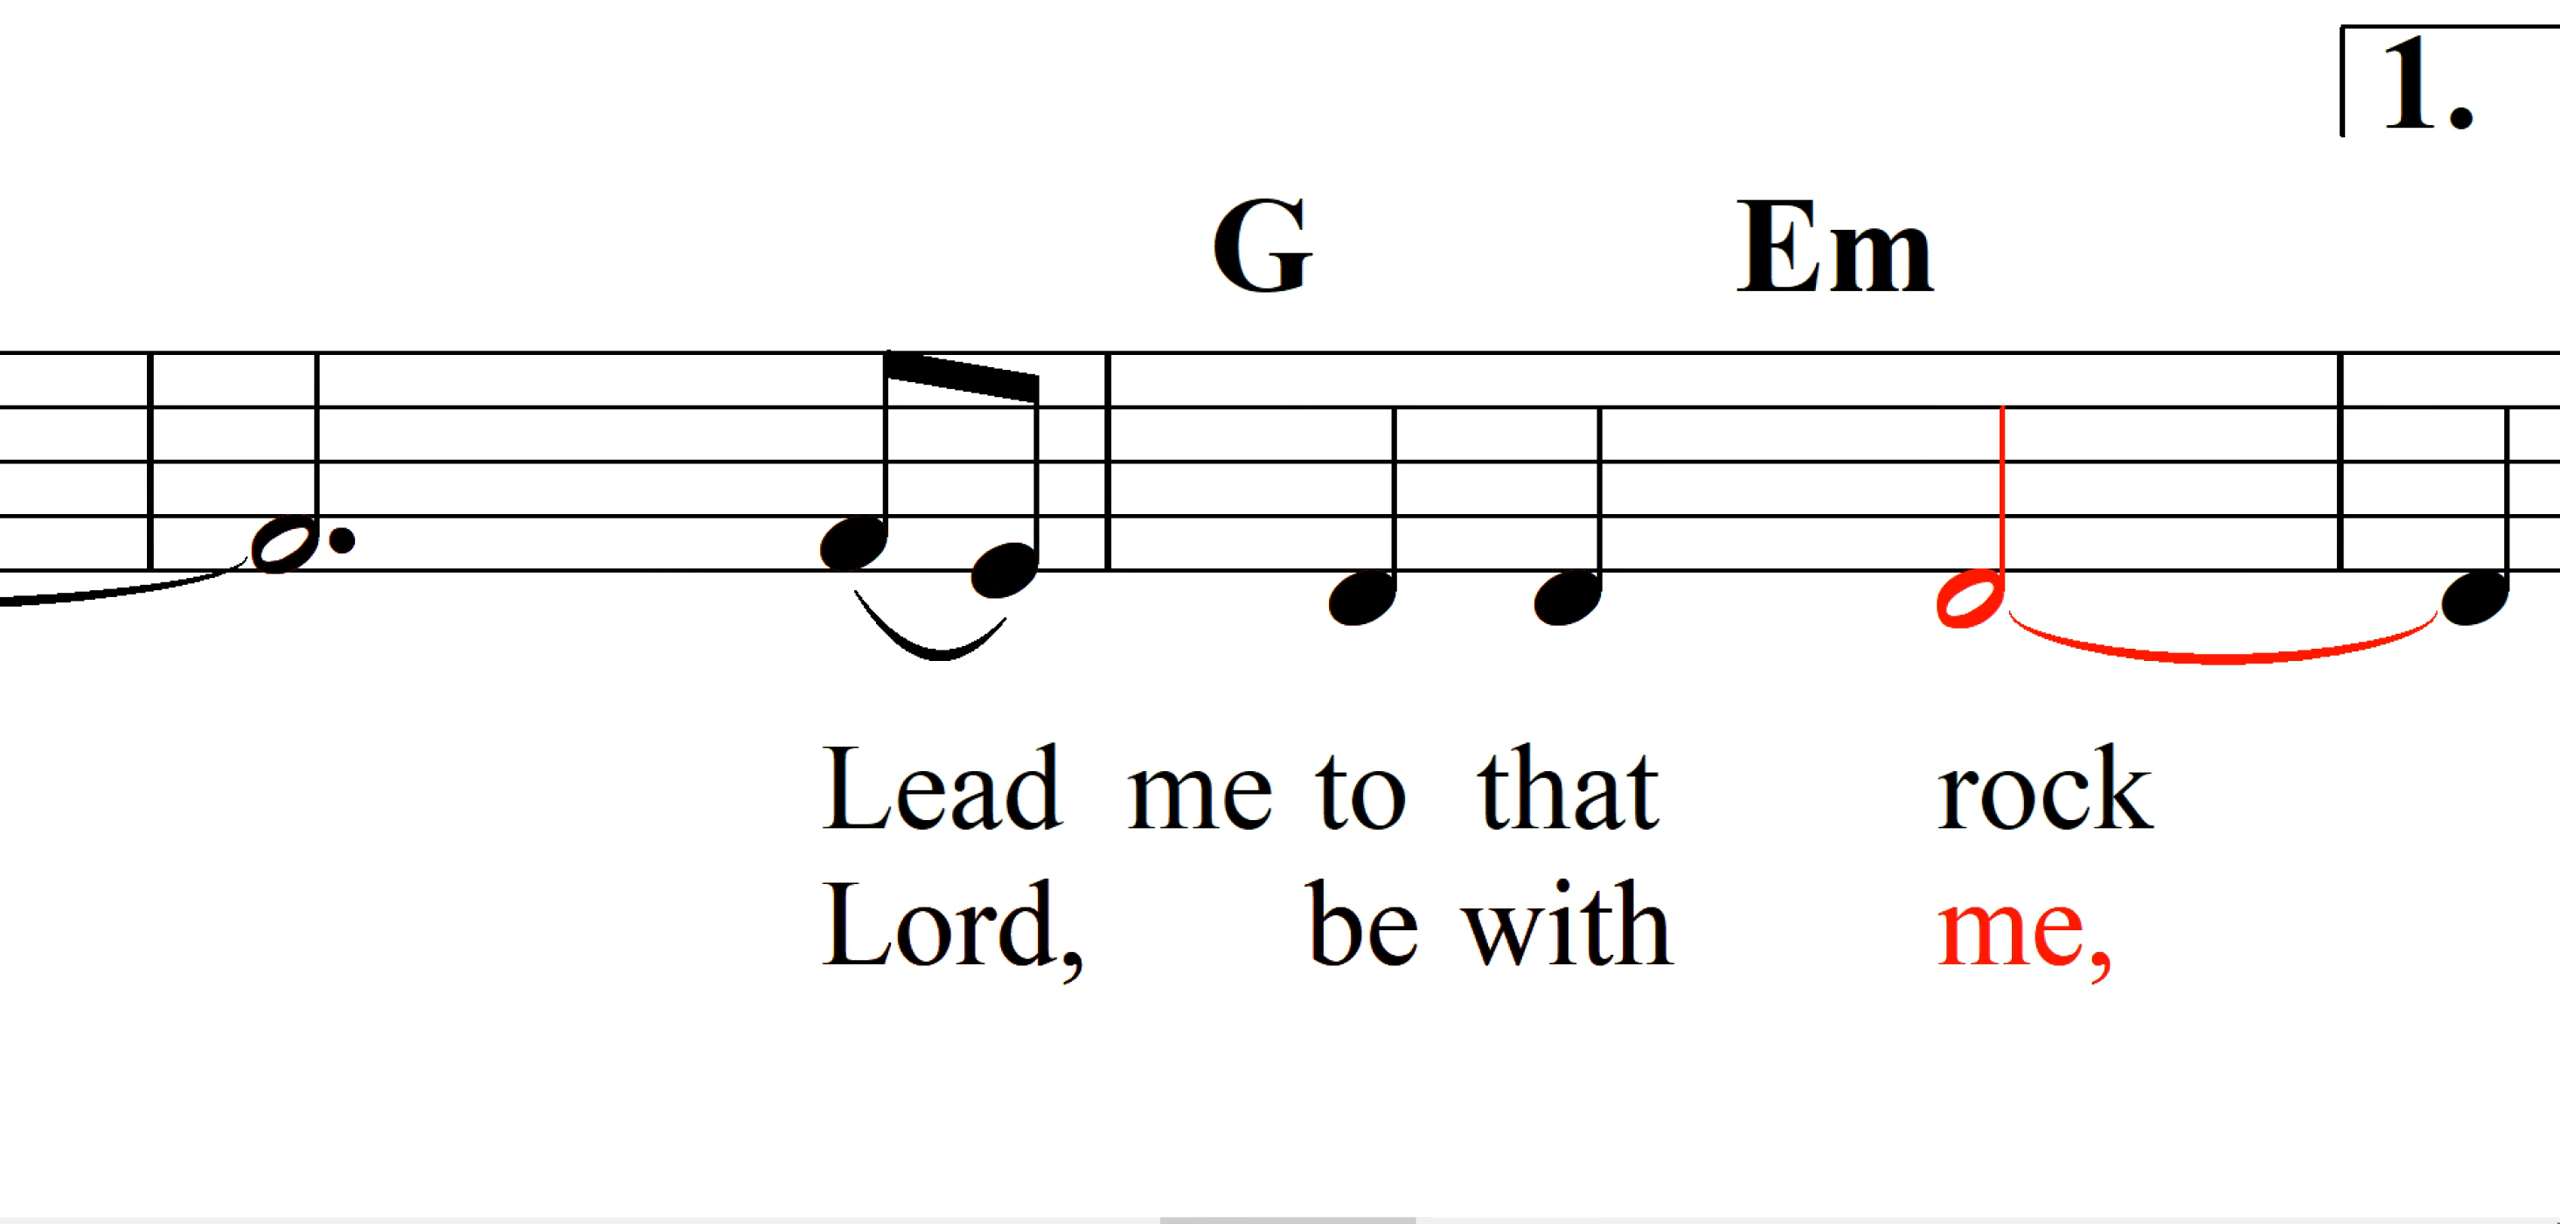 1.
G Em
Lead me to that rock
Lord, be with me,